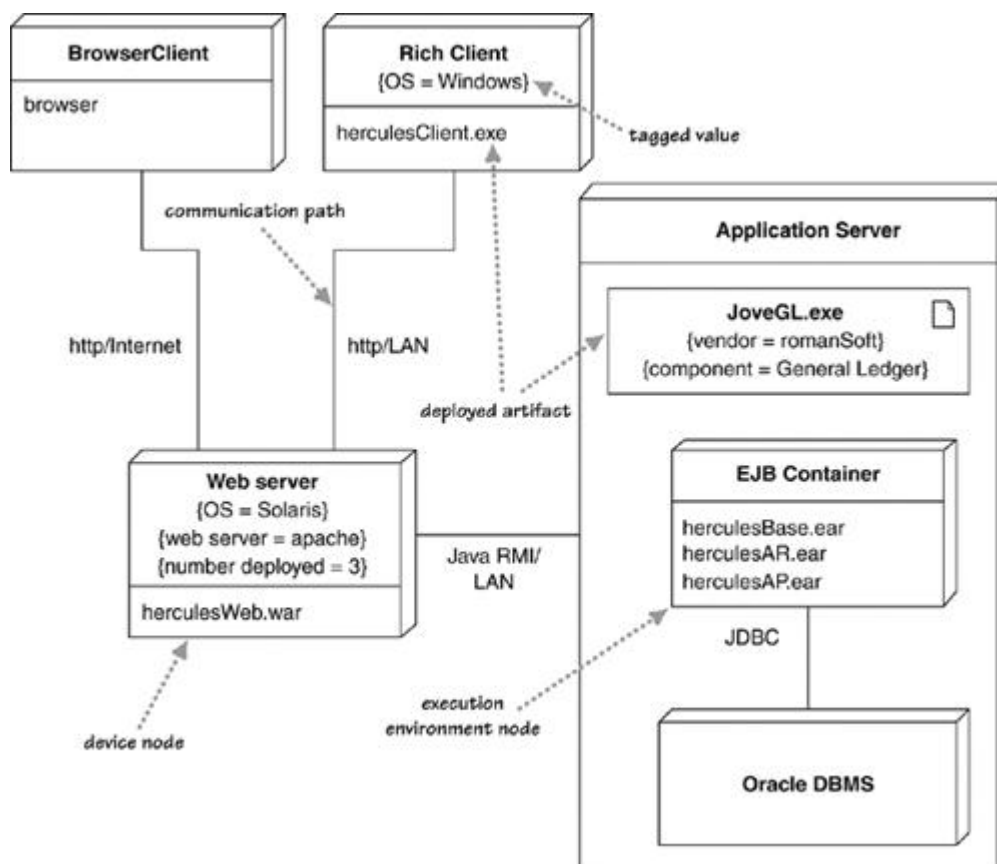 BrowserClient
browser
Rich Client
{OS = Windows}
herculesClient.exe
tagged value
communication path
Application Server
JoveGL.exe
{vendor = romanSoft}
{component = General Ledger}
http/Internet
http/LAN
deployed artifact
Web server
{OS = Solaris}
{web server = apache}
{number deployed = 3}
herculesWeb.war
Java RMI/
LAN
EJB Container
herculesBase.ear
herculesAR.ear
herculesAP.ear
JDBC
device node
execution
environment node
Oracle DBMS